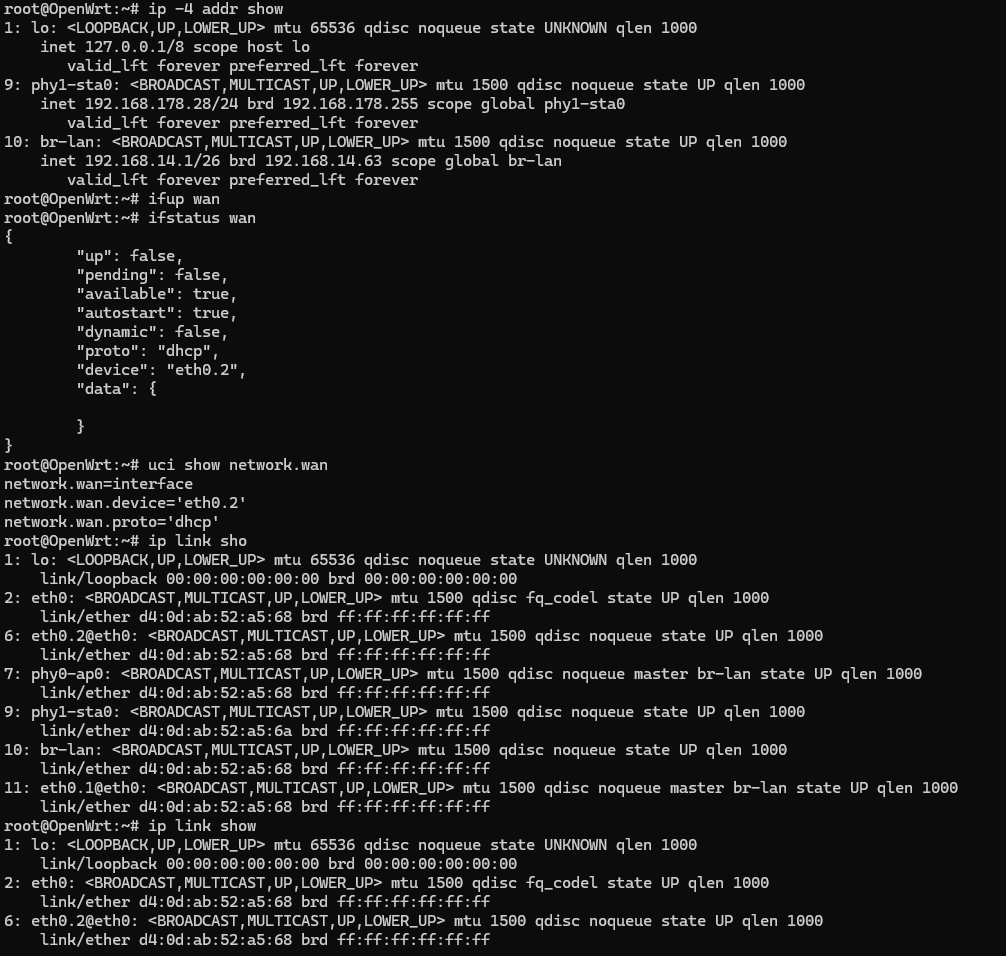 root@OpenWrt:~# ip -4 addr show
1: lo: <LOOPBACK,UP,LOWER_UP> mtu 65536 qdisc noqueue state UNKNOWN qlen 1000
    inet 127.0.0.1/8 scope host lo
       valid_lft forever preferred_lft forever
9: phy1-sta0: <BROADCAST,MULTICAST,UP,LOWER_UP> mtu 1500 qdisc noqueue state UP qlen 1000
    inet 192.168.178.28/24 brd 192.168.178.255 scope global phy1-sta0
       valid_lft forever preferred_lft forever
10: br-lan: <BROADCAST,MULTICAST,UP,LOWER_UP> mtu 1500 qdisc noqueue state UP qlen 1000
    inet 192.168.14.1/26 brd 192.168.14.63 scope global br-lan
       valid_lft forever preferred_lft forever
root@OpenWrt:~# ifup wan
root@OpenWrt:~# ifstatus wan
{
        "up": false,
        "pending": false,
        "available": true,
        "autostart": true,
        "dynamic": false,
        "proto": "dhcp",
        "device": "eth0.2",
        "data": {

        }
}
root@OpenWrt:~# uci show network.wan
network.wan=interface
network.wan.device='eth0.2'
network.wan.proto='dhcp'
root@OpenWrt:~# ip link sho
1: lo: <LOOPBACK,UP,LOWER_UP> mtu 65536 qdisc noqueue state UNKNOWN qlen 1000
    link/loopback 00:00:00:00:00:00 brd 00:00:00:00:00:00
2: eth0: <BROADCAST,MULTICAST,UP,LOWER_UP> mtu 1500 qdisc fq_codel state UP qlen 1000
    link/ether d4:0d:ab:52:a5:68 brd ff:ff:ff:ff:ff:ff
6: eth0.2@eth0: <BROADCAST,MULTICAST,UP,LOWER_UP> mtu 1500 qdisc noqueue state UP qlen 1000
    link/ether d4:0d:ab:52:a5:68 brd ff:ff:ff:ff:ff:ff
7: phy0-ap0: <BROADCAST,MULTICAST,UP,LOWER_UP> mtu 1500 qdisc noqueue master br-lan state UP qlen 1000
    link/ether d4:0d:ab:52:a5:68 brd ff:ff:ff:ff:ff:ff
9: phy1-sta0: <BROADCAST,MULTICAST,UP,LOWER_UP> mtu 1500 qdisc noqueue state UP qlen 1000
    link/ether d4:0d:ab:52:a5:6a brd ff:ff:ff:ff:ff:ff
10: br-lan: <BROADCAST,MULTICAST,UP,LOWER_UP> mtu 1500 qdisc noqueue state UP qlen 1000
    link/ether d4:0d:ab:52:a5:68 brd ff:ff:ff:ff:ff:ff
11: eth0.1@eth0: <BROADCAST,MULTICAST,UP,LOWER_UP> mtu 1500 qdisc noqueue master br-lan state UP qlen 1000
    link/ether d4:0d:ab:52:a5:68 brd ff:ff:ff:ff:ff:ff
root@OpenWrt:~# ip link show
1: lo: <LOOPBACK,UP,LOWER_UP> mtu 65536 qdisc noqueue state UNKNOWN qlen 1000
    link/loopback 00:00:00:00:00:00 brd 00:00:00:00:00:00
2: eth0: <BROADCAST,MULTICAST,UP,LOWER_UP> mtu 1500 qdisc fq_codel state UP qlen 1000
    link/ether d4:0d:ab:52:a5:68 brd ff:ff:ff:ff:ff:ff
6: eth0.2@eth0: <BROADCAST,MULTICAST,UP,LOWER_UP> mtu 1500 qdisc noqueue state UP qlen 1000
    link/ether d4:0d:ab:52:a5:68 brd ff:ff:ff:ff:ff:ff